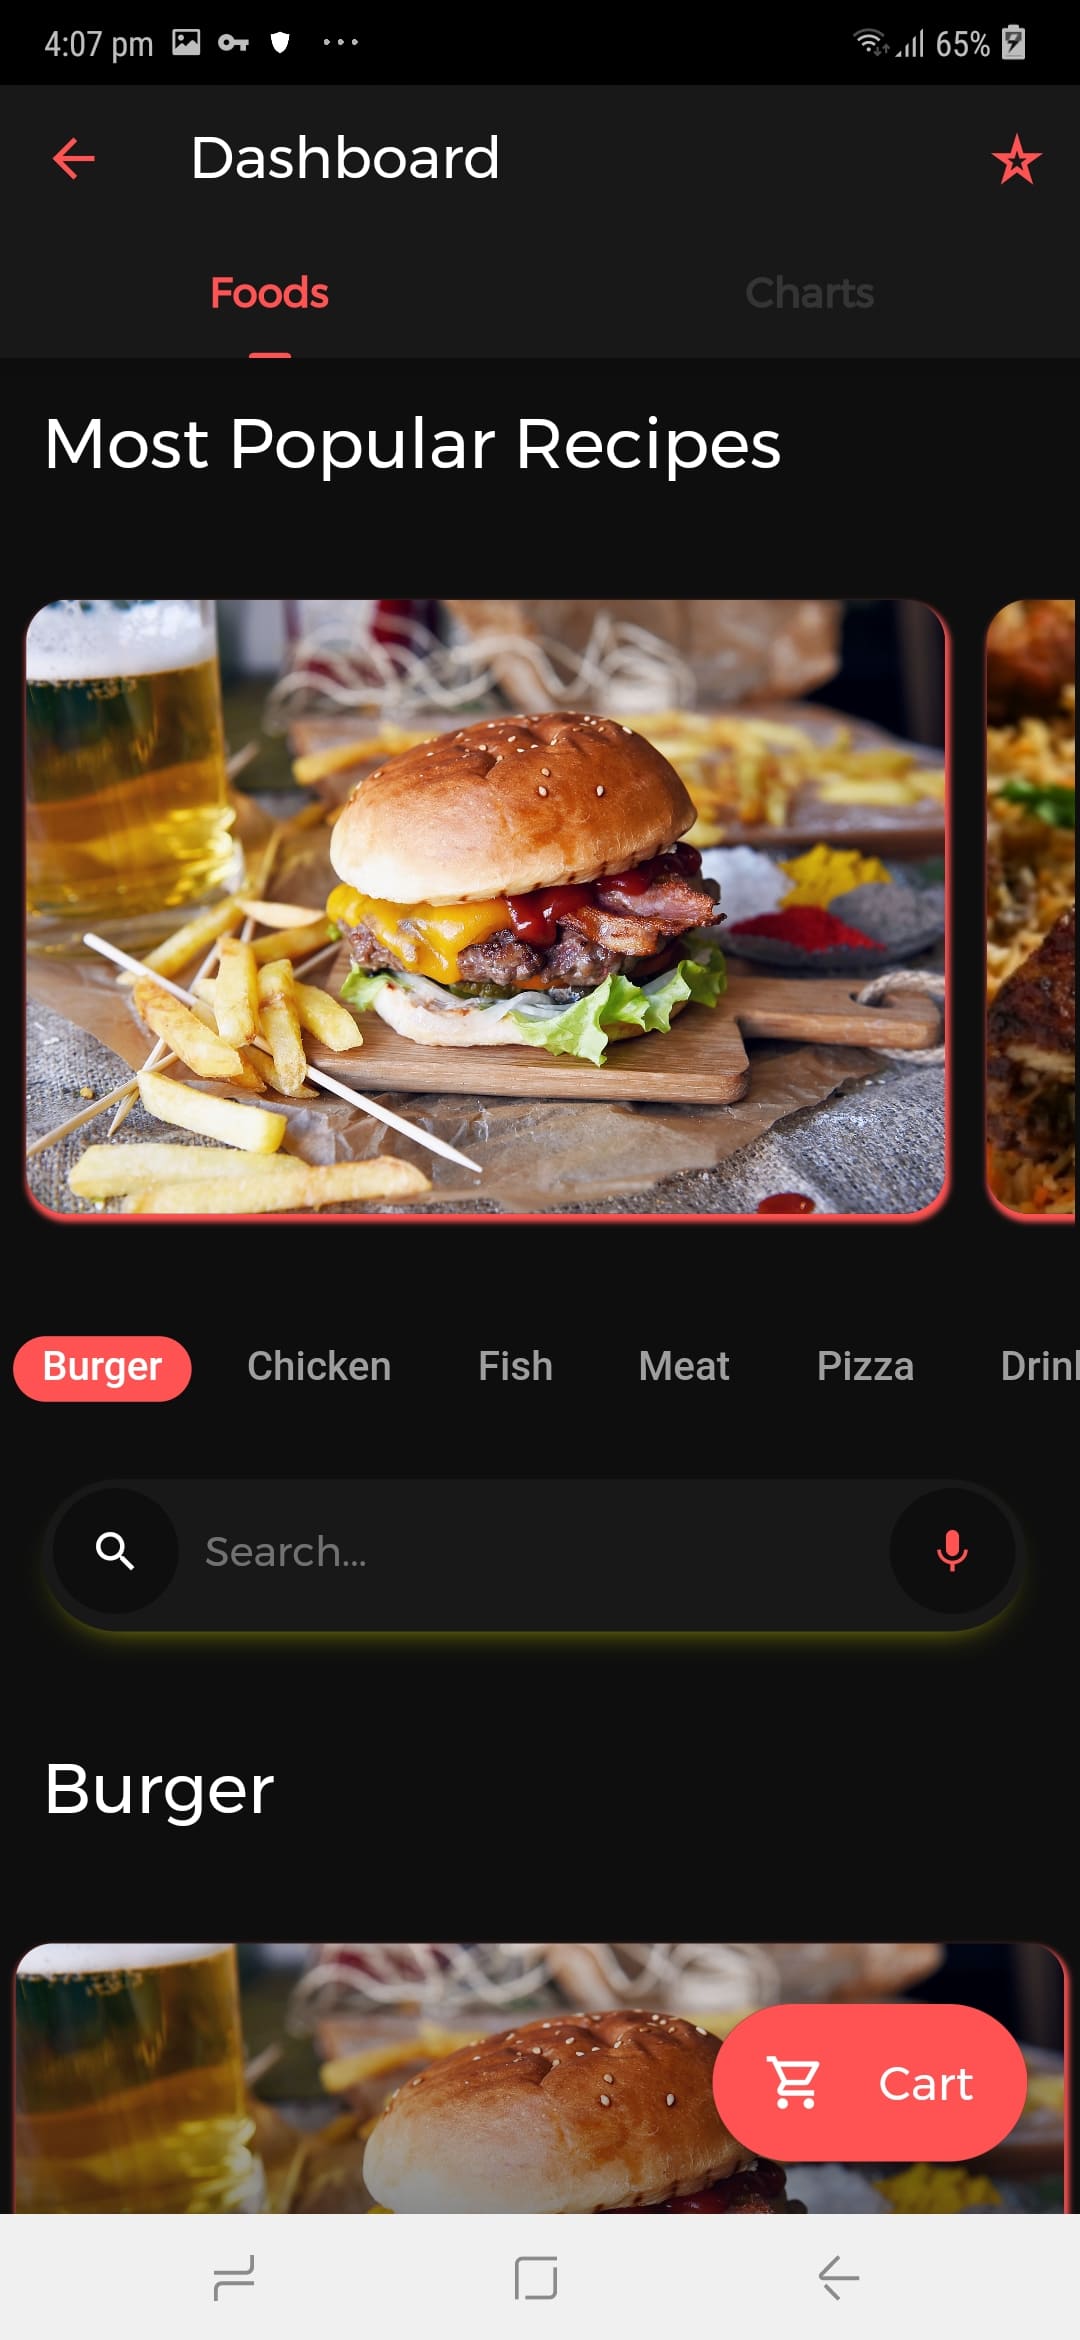 4:07 pm 65%
Dashboard
Foods Charts
Most Popular Recipes
Burger Chicken Fish Meat Pizza Drin
Search...
Burger
Cart